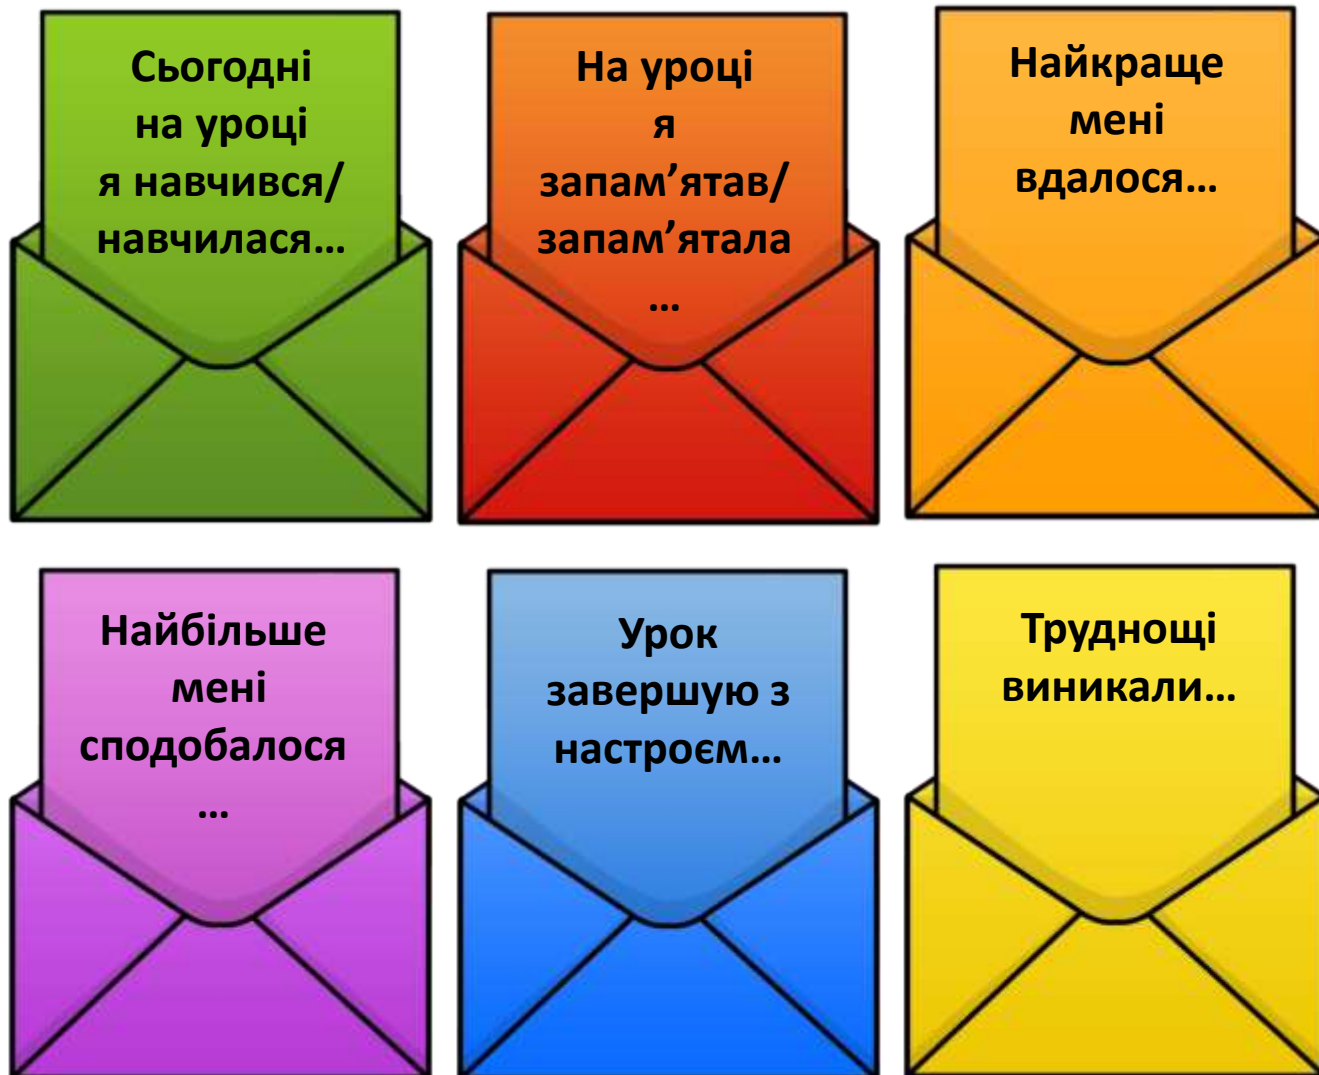 Сьогодні
на уроці
я навчився/
навчилася…
На уроці
я
запам’ятав/
запам’ятала
…
Найкраще
мені
вдалося…
Найбільше
мені
сподобалося
…
Урок
завершую з
настроєм…
Труднощі
виникали…